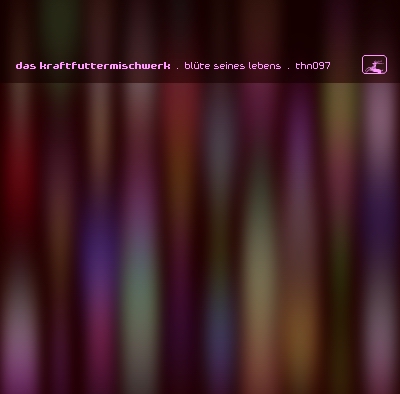 das kraftfuttermischwerk . blüte seines lebens . thn097